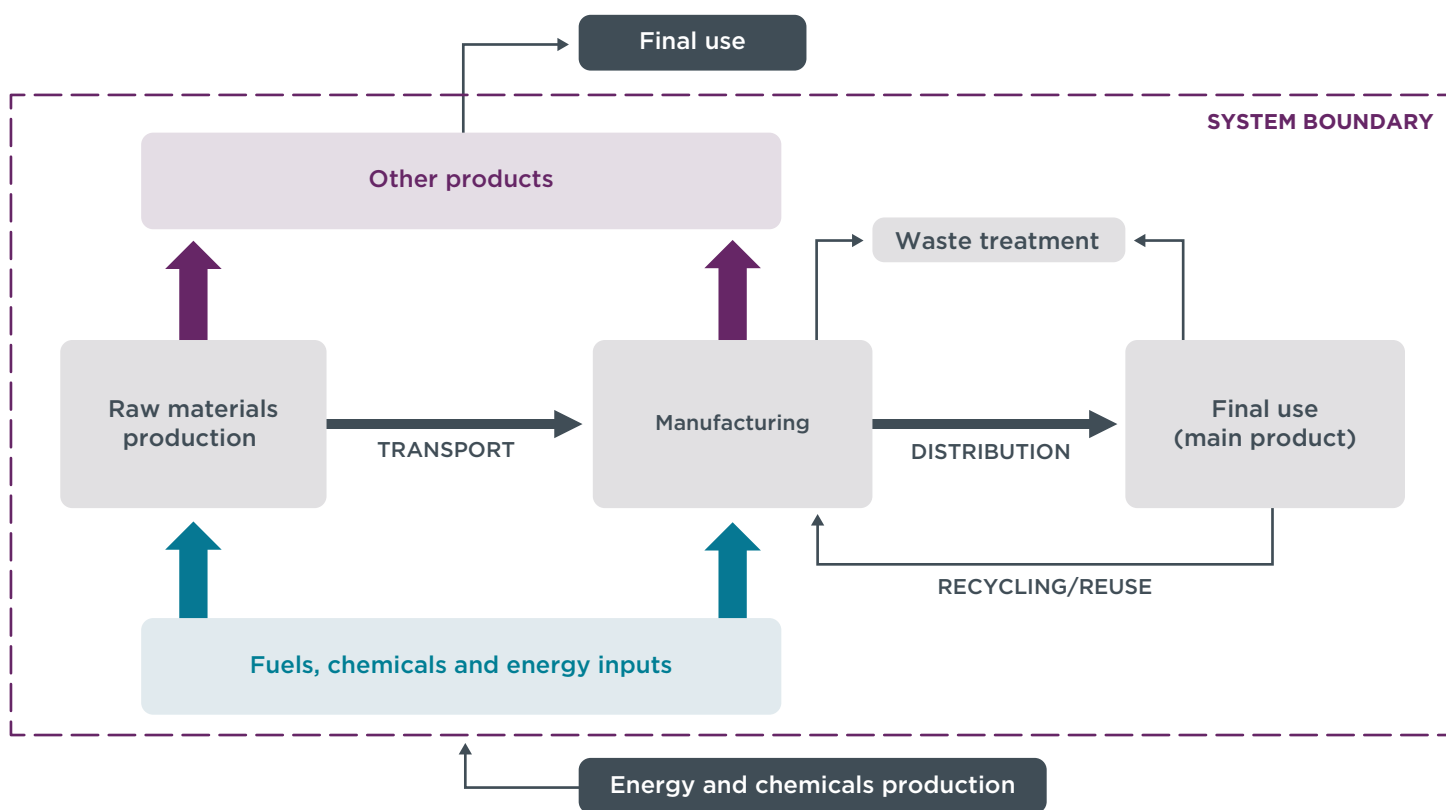 Final use
SYSTEM BOUNDARY
Other products
Waste treatment
Raw materials
production
TRANSPORT
Manufacturing
DISTRIBUTION
Final use
(main product)
RECYCLING/REUSE
Fuels, chemicals and energy inputs
Energy and chemicals production